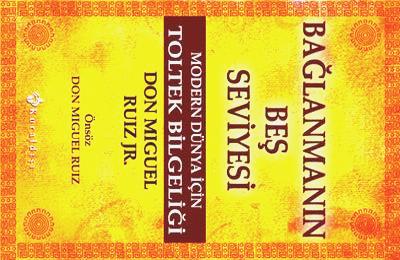 BAĞLANMANIN
BEŞ
SEVİYESİ
MODERN DÜNYA İÇİN
TOLTEK BİLGELİĞİ
DON MIGUEL
RUIZ JR.
Önsöz
DON MIGUEL RUIZ